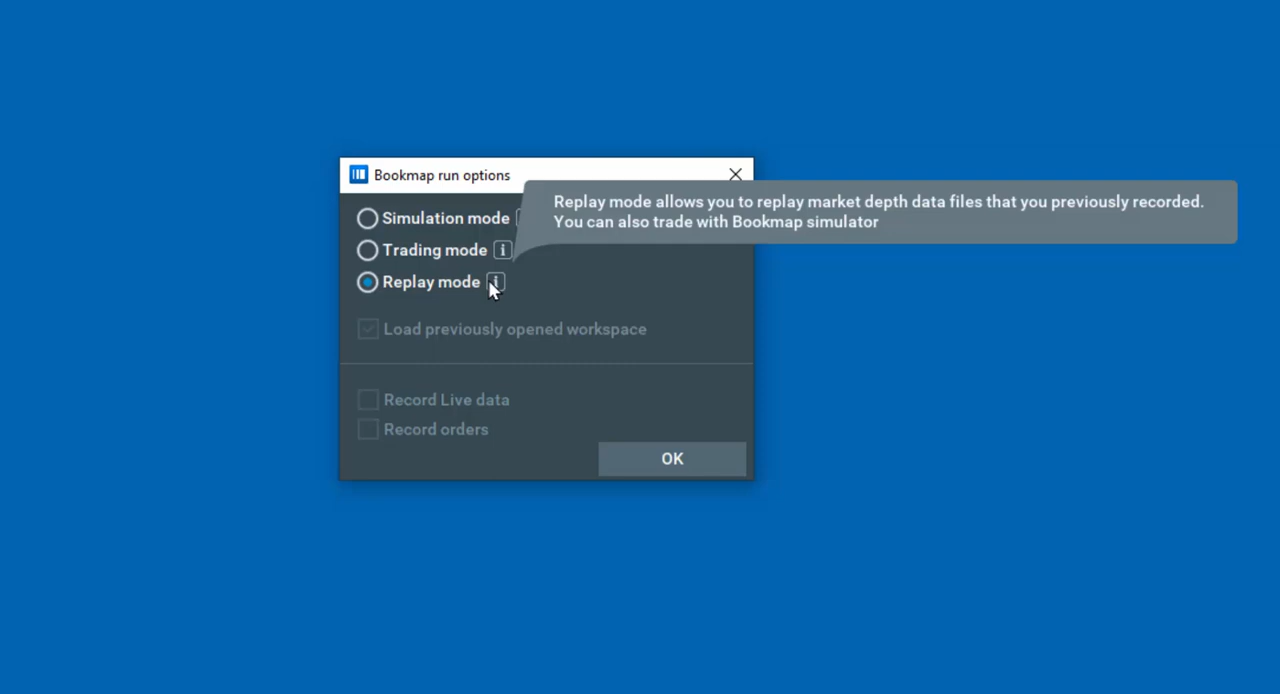 Bookmap run options
Replay mode allows you to replay market depth data files that you previously recorded.
You can also trade with Bookmap simulator
Simulation mode
Trading mode
Replay mode
Load previously opened workspace
Record Live data
Record orders
OK